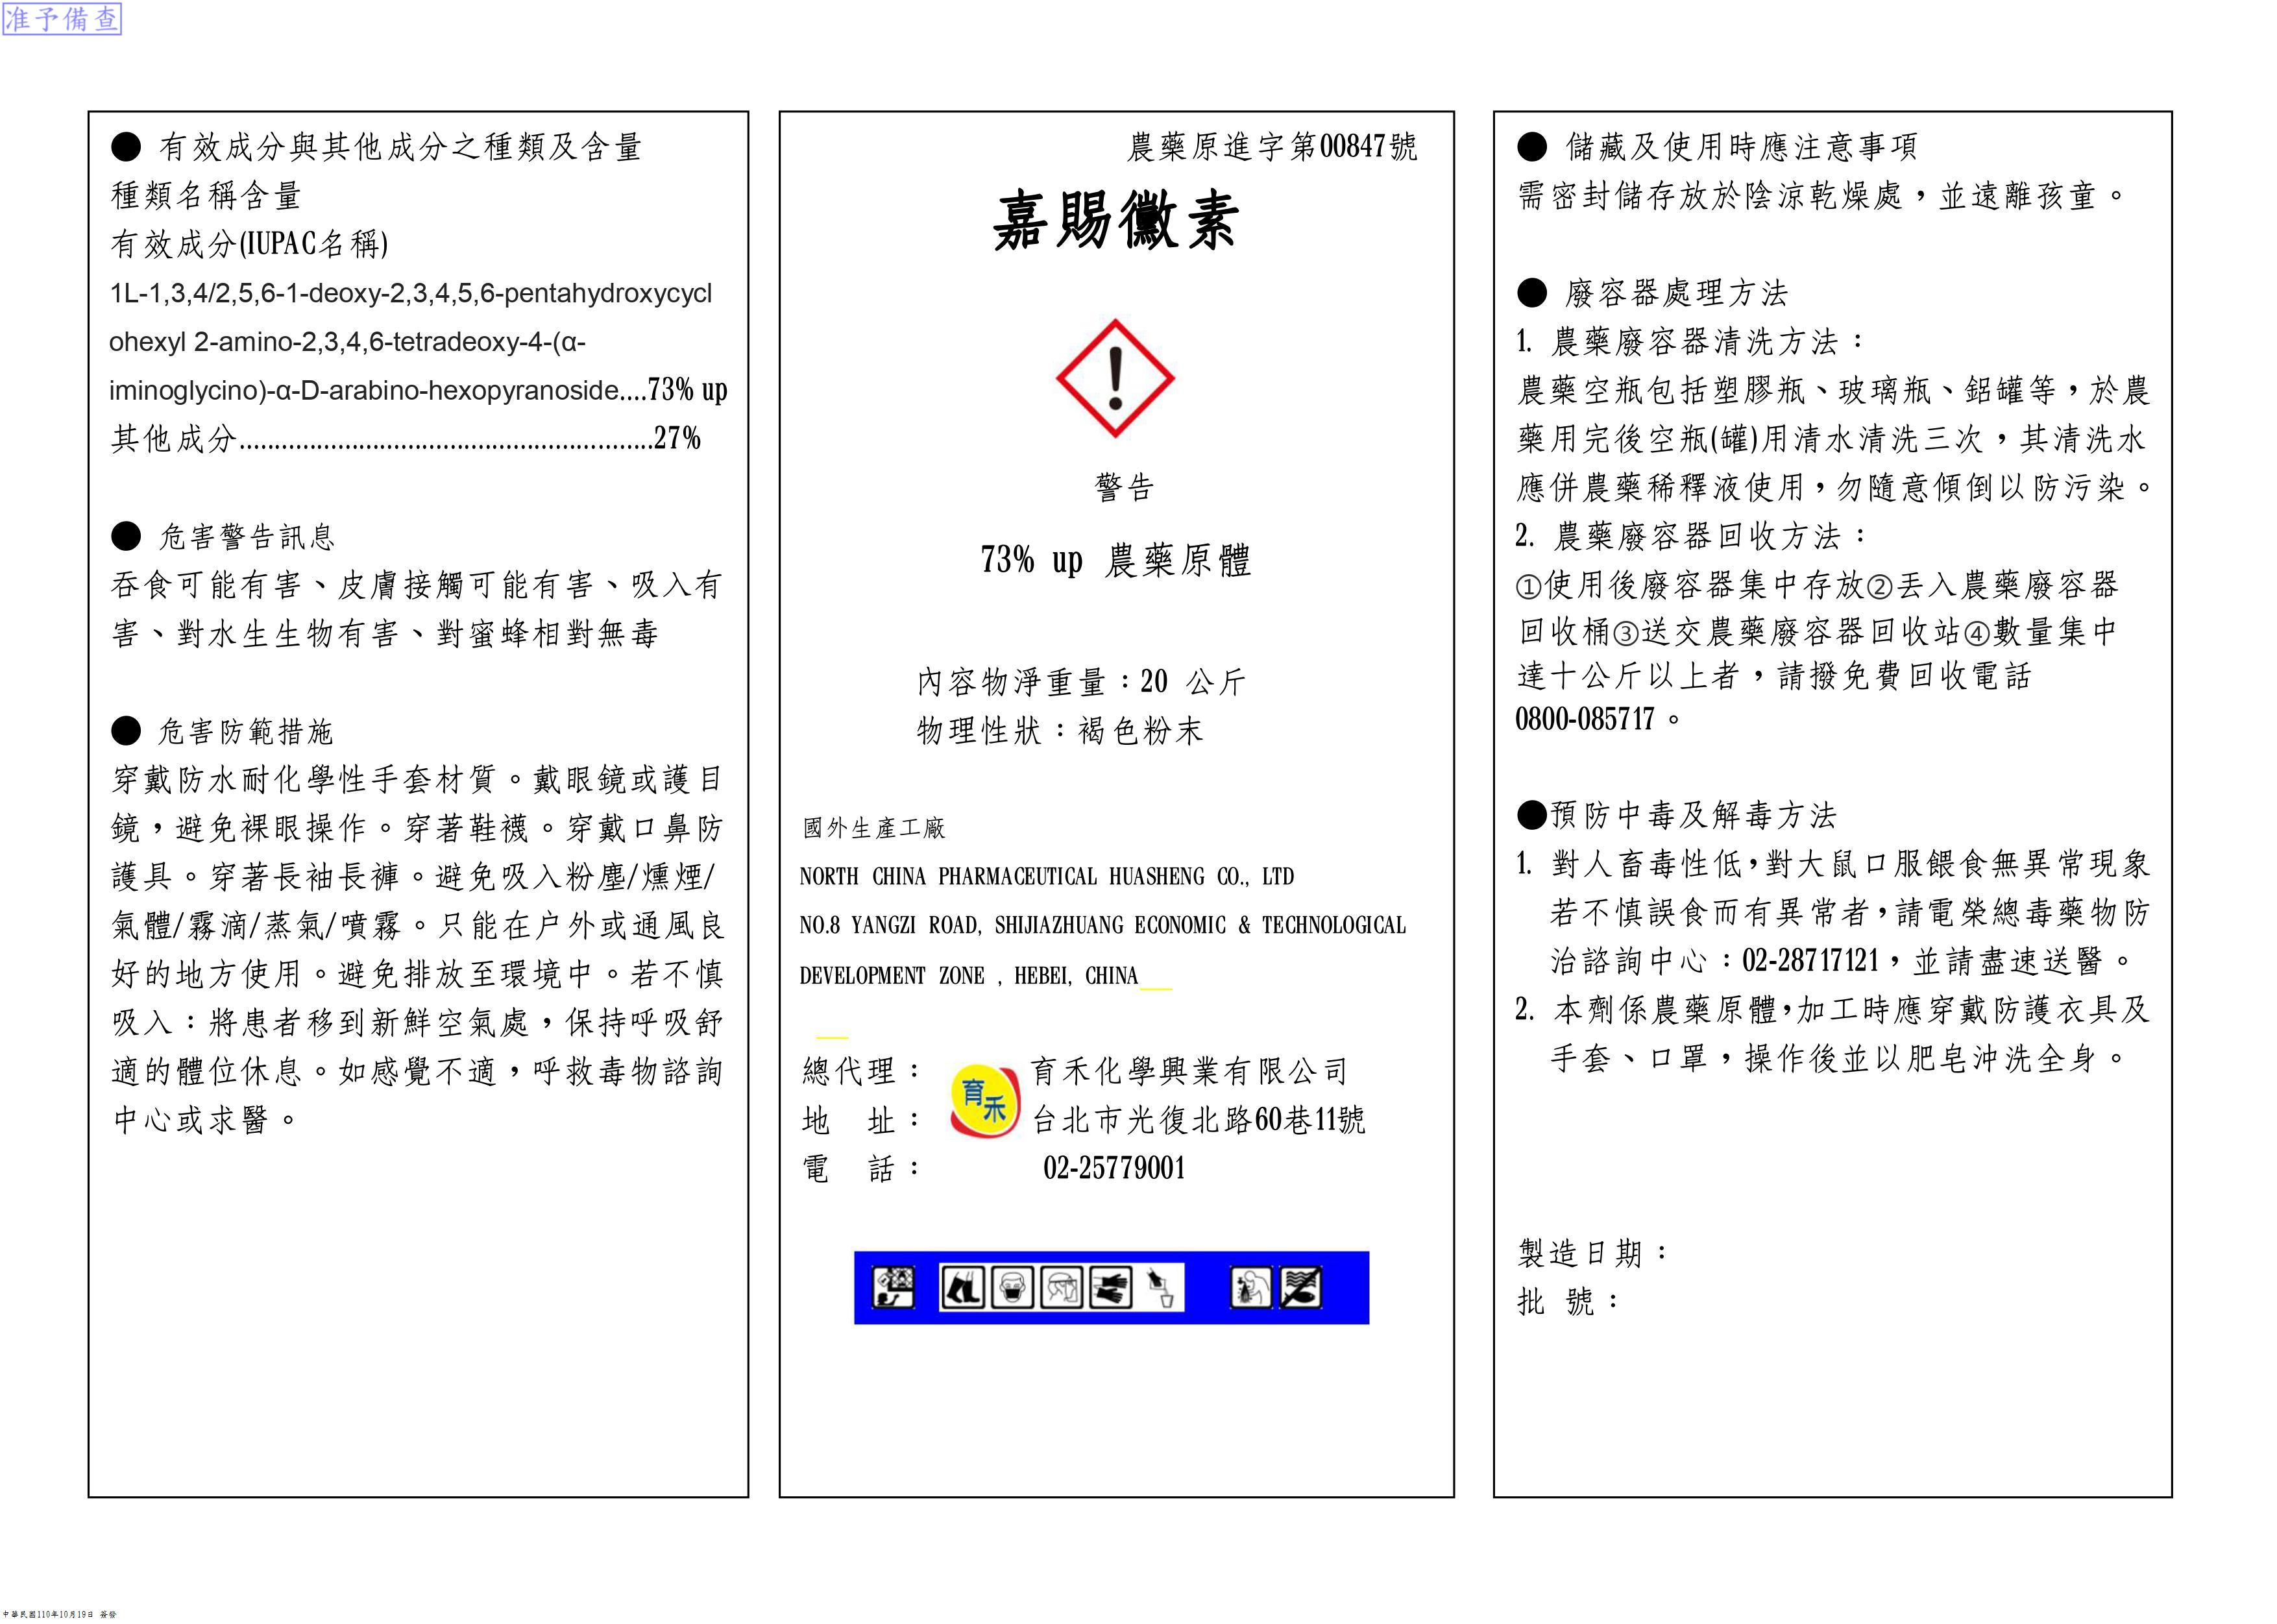 准予備查
● 有效成分與其他成分之種類及含量
種類名稱含量
有效成分(IUPAC名稱)
1L-1,3,4/2,5,6-1-deoxy-2,3,4,5,6-pentahydroxycycl
ohexyl 2-amino-2,3,4,6-tetradeoxy-4-(α-
iminoglycino)-α-D-arabino-hexopyranoside....73% up
其他成分...........................................................27%
● 危害警告訊息
吞食可能有害、皮膚接觸可能有害、吸入有
害、對水生生物有害、對蜜蜂相對無毒
● 危害防範措施
穿戴防水耐化學性手套材質。戴眼鏡或護目
鏡，避免裸眼操作。穿著鞋襪。穿戴口鼻防
護具。穿著長袖長褲。避免吸入粉塵/燻煙/
氣體/霧滴/蒸氣/噴霧。只能在户外或通風良
好的地方使用。避免排放至環境中。若不慎
吸入：將患者移到新鮮空氣處，保持呼吸舒
適的體位休息。如感覺不適，呼救毒物諮詢
中心或求醫。
農藥原進字第00847號
嘉賜黴素
警告
73% up 農藥原體
內容物淨重量：20 公斤
物理性狀：褐色粉末
國外生產工廠
NORTH CHINA PHARMACEUTICAL HUASHENG CO., LTD
NO.8 YANGZI ROAD, SHIJIAZHUANG ECONOMIC & TECHNOLOGICAL
DEVELOPMENT ZONE , HEBEI, CHINA
總代理： 育禾 育禾化學興業有限公司
地 址： 台北市光復北路60巷11號
電 話： 02-25779001
● 儲藏及使用時應注意事項
需密封儲存放於陰涼乾燥處，並遠離孩童。
● 廢容器處理方法
1. 農藥廢容器清洗方法：
農藥空瓶包括塑膠瓶、玻璃瓶、鋁罐等，於農
藥用完後空瓶(罐)用清水清洗三次，其清洗水
應併農藥稀釋液使用，勿隨意傾倒以防污染。
2. 農藥廢容器回收方法：
①使用後廢容器集中存放②丟入農藥廢容器
回收桶③送交農藥廢容器回收站④數量集中
達十公斤以上者，請撥免費回收電話
0800-085717。
●預防中毒及解毒方法
1. 對人畜毒性低，對大鼠口服餵食無異常現象
若不慎誤食而有異常者，請電榮總毒藥物防
治諮詢中心：02-28717121，並請盡速送醫。
2. 本劑係農藥原體，加工時應穿戴防護衣具及
手套、口罩，操作後並以肥皂沖洗全身。
製造日期：
批 號：
中華民國110年10月19日 簽發